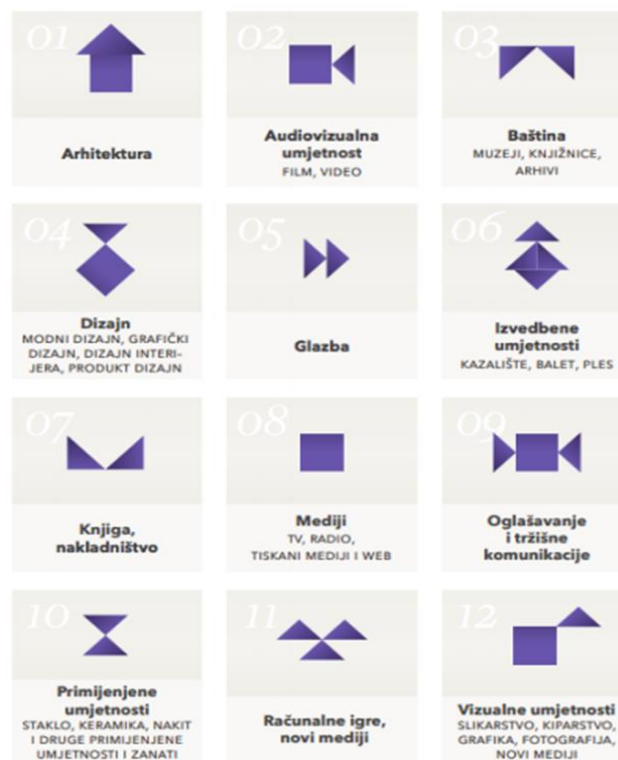 01
Arhitektura
02
Audiovizualna
umjetnost
FILM, VIDEO
03
Baština
MUZEJI, KNJIŽNICE,
ARHIVI
04
Dizajn
MODNI DIZAJN, GRAFIČKI
DIZAJN, DIZAJN INTERI-
JERA, PRODUKT DIZAJN
05
Glazba
06
Izvedbene
umjetnosti
KAZALIŠTE, BALET, PLES
07
Knjiga,
nakladništvo
08
Mediji
TV, RADIO,
TISKANI MEDIJI I WEB
09
Oglašavanje
i tržišne
komunikacije
10
Primijenjene
umjetnosti
STAKLO, KERAMIKA, NAKIT
I DRUGE PRIMIJENJENE
UMJETNOSTI I ZANATI
11
Računalne igre,
novi mediji
12
Vizualne umjetnosti
SLIKARSTVO, KIPARSTVO,
GRAFIKA, FOTOGRAFIJA,
NOVI MEDIJI